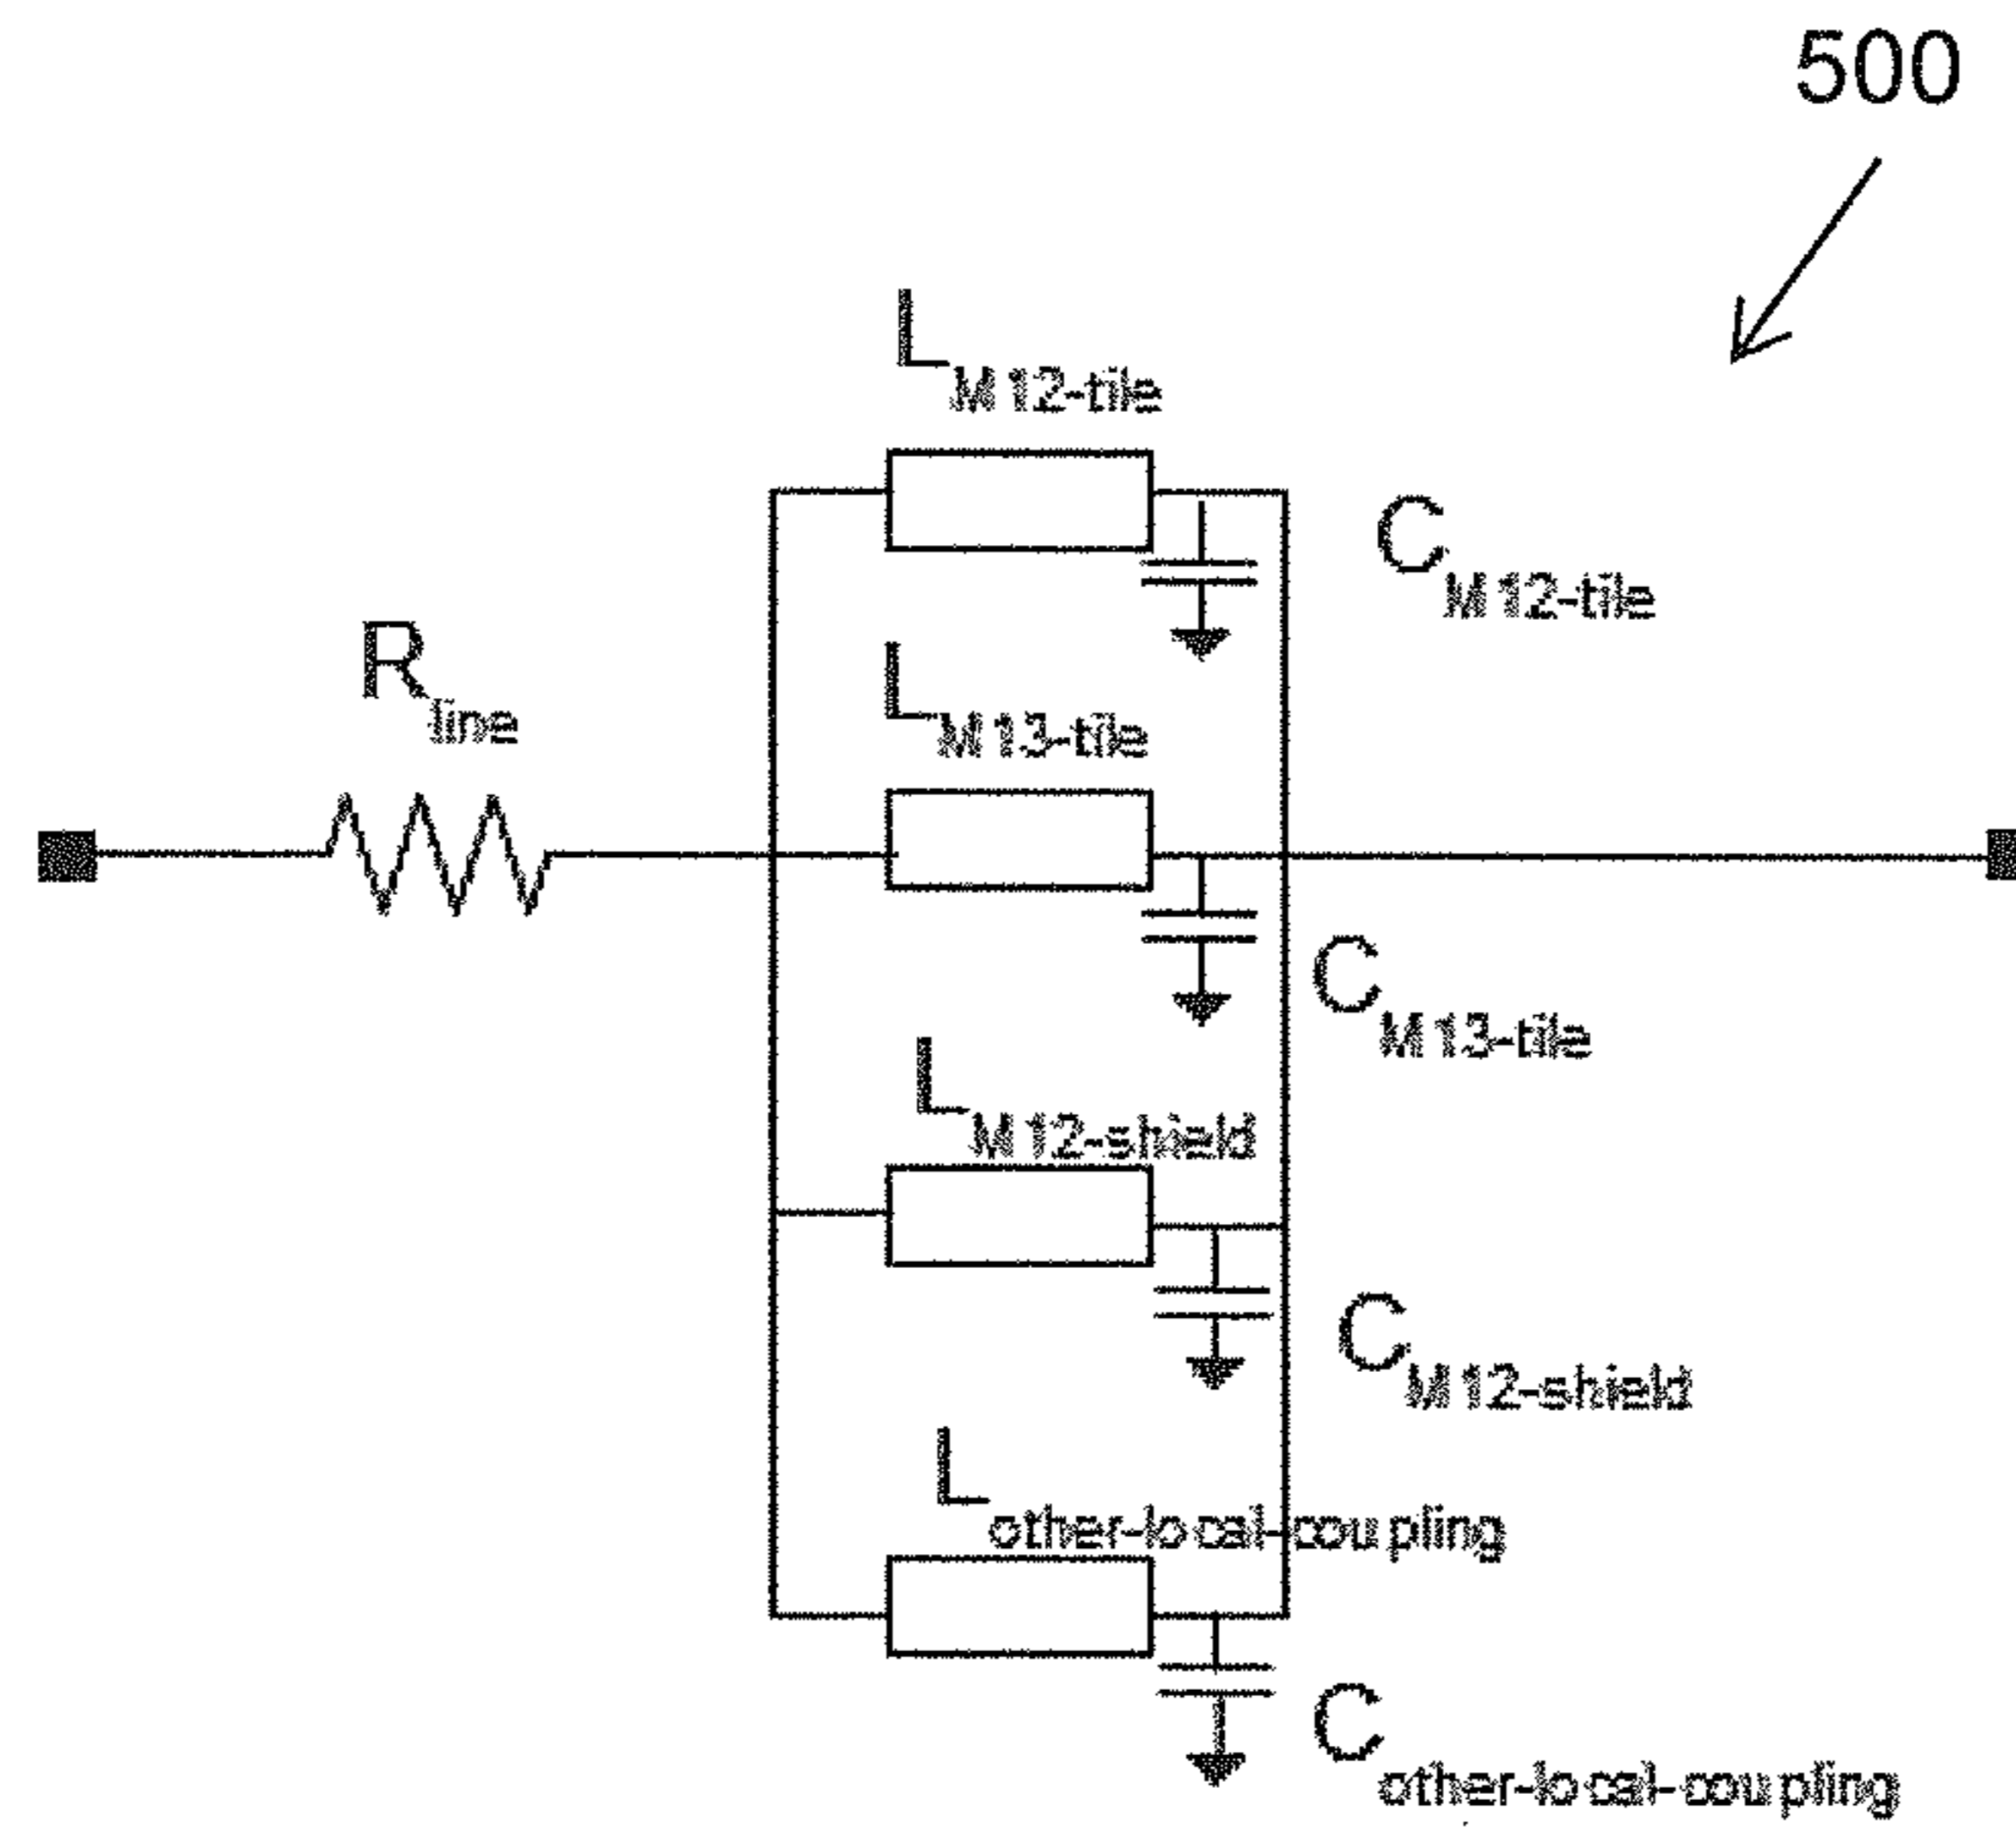 500
L M12-tile
C M12-tile
R line
L M13-tile
C M13-tile
L M12-shield
C M12-shield
L other-local-coupling
C other-local-coupling